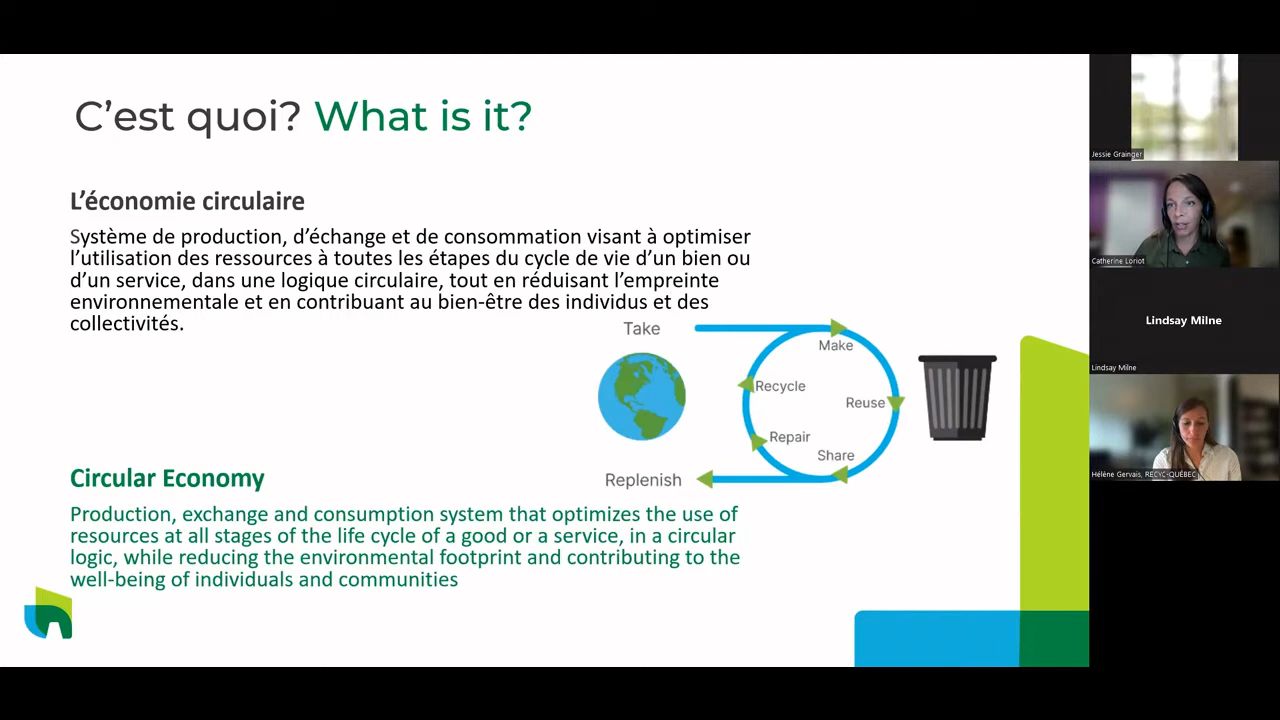 C'est quoi? What is it?
L'économie circulaire
Système de production, d'échange et de consommation visant à optimiser
l'utilisation des ressources à toutes les étapes du cycle de vie d'un bien ou
d'un service, dans une logique circulaire, tout en réduisant l'empreinte
environnementale et en contribuant au bien-être des individus et des
collectivités.
Take
Make
Recycle
Reuse
Repair
Share
Replenish
Circular Economy
Production, exchange and consumption system that optimizes the use of
resources at all stages of the life cycle of a good or a service, in a circular
logic, while reducing the environmental footprint and contributing to the
well-being of individuals and communities
Jessie Grainger
Catherine Loriot
Lindsay Milne
Lindsay Milne
Hélène Gervais, RECYC-QUÉBEC